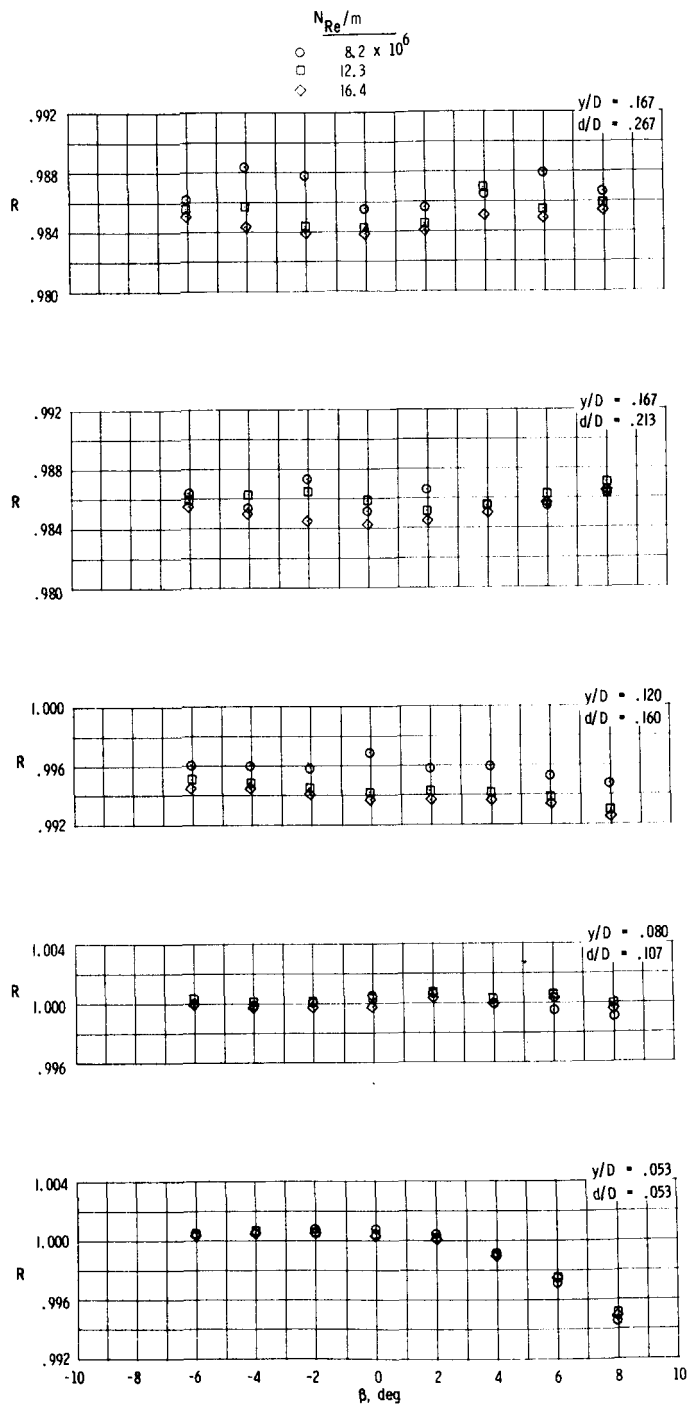 N_Re/m
○ 8.2 x 10^6
□ 12.3
◇ 16.4
y/D = .167
d/D = .267
.992
.988
R
.984
.980
y/D = .167
d/D = .213
.992
.988
R
.984
.980
y/D = .120
d/D = .160
1.000
R .996
.992
y/D = .080
d/D = .107
1.004
R 1.000
.996
y/D = .053
d/D = .053
1.004
1.000
R
.996
.992
-10 -8 -6 -4 -2 0 2 4 6 8 10
β, deg